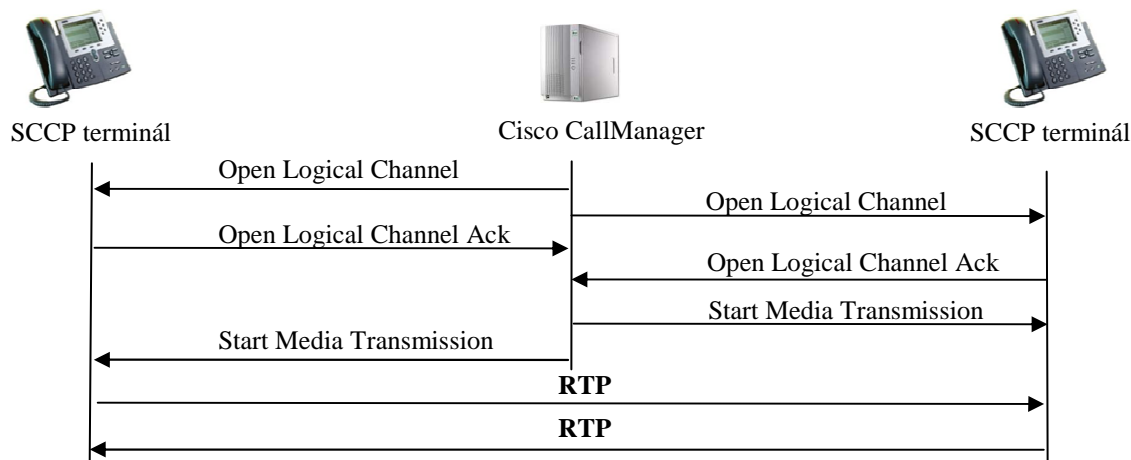 SCCP terminál
Cisco CallManager
SCCP terminál
Open Logical Channel
Open Logical Channel
Open Logical Channel Ack
Open Logical Channel Ack
Start Media Transmission
Start Media Transmission
RTP
RTP